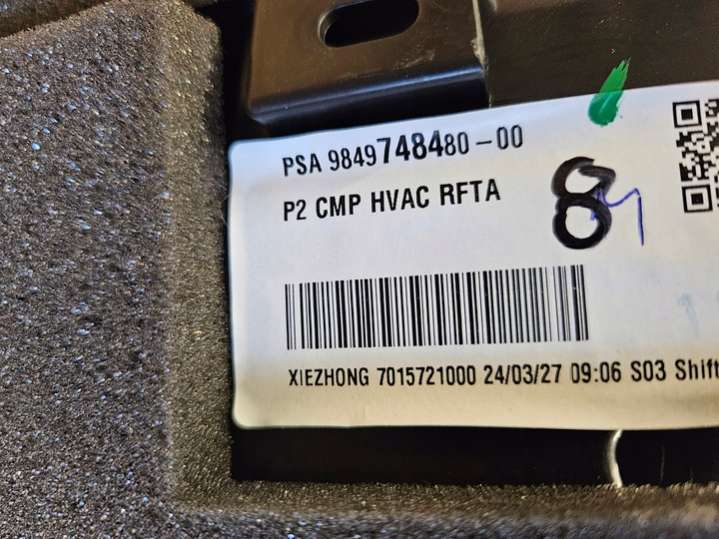 PSA 9849748480-00
P2 CMP HVAC RFTA
8
XIEZHONG 7015721000 24/03/27 09:06 S03 Shift